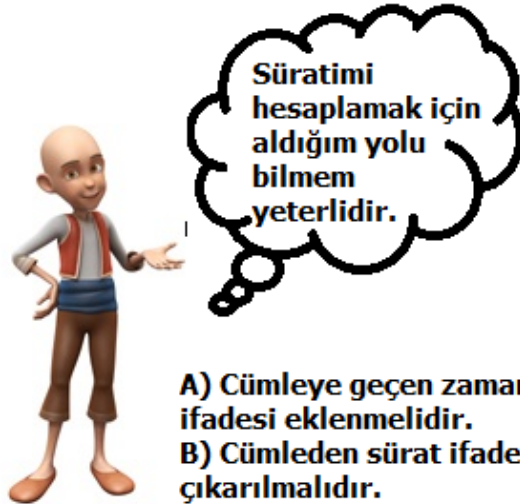 Süratimi
hesaplamak için
aldığım yolu
bilmem
yeterlidir.
A) Cümleye geçen
ifadesi eklenmelidir.
B) Cümleden sürat
çıkarılmalıdır.